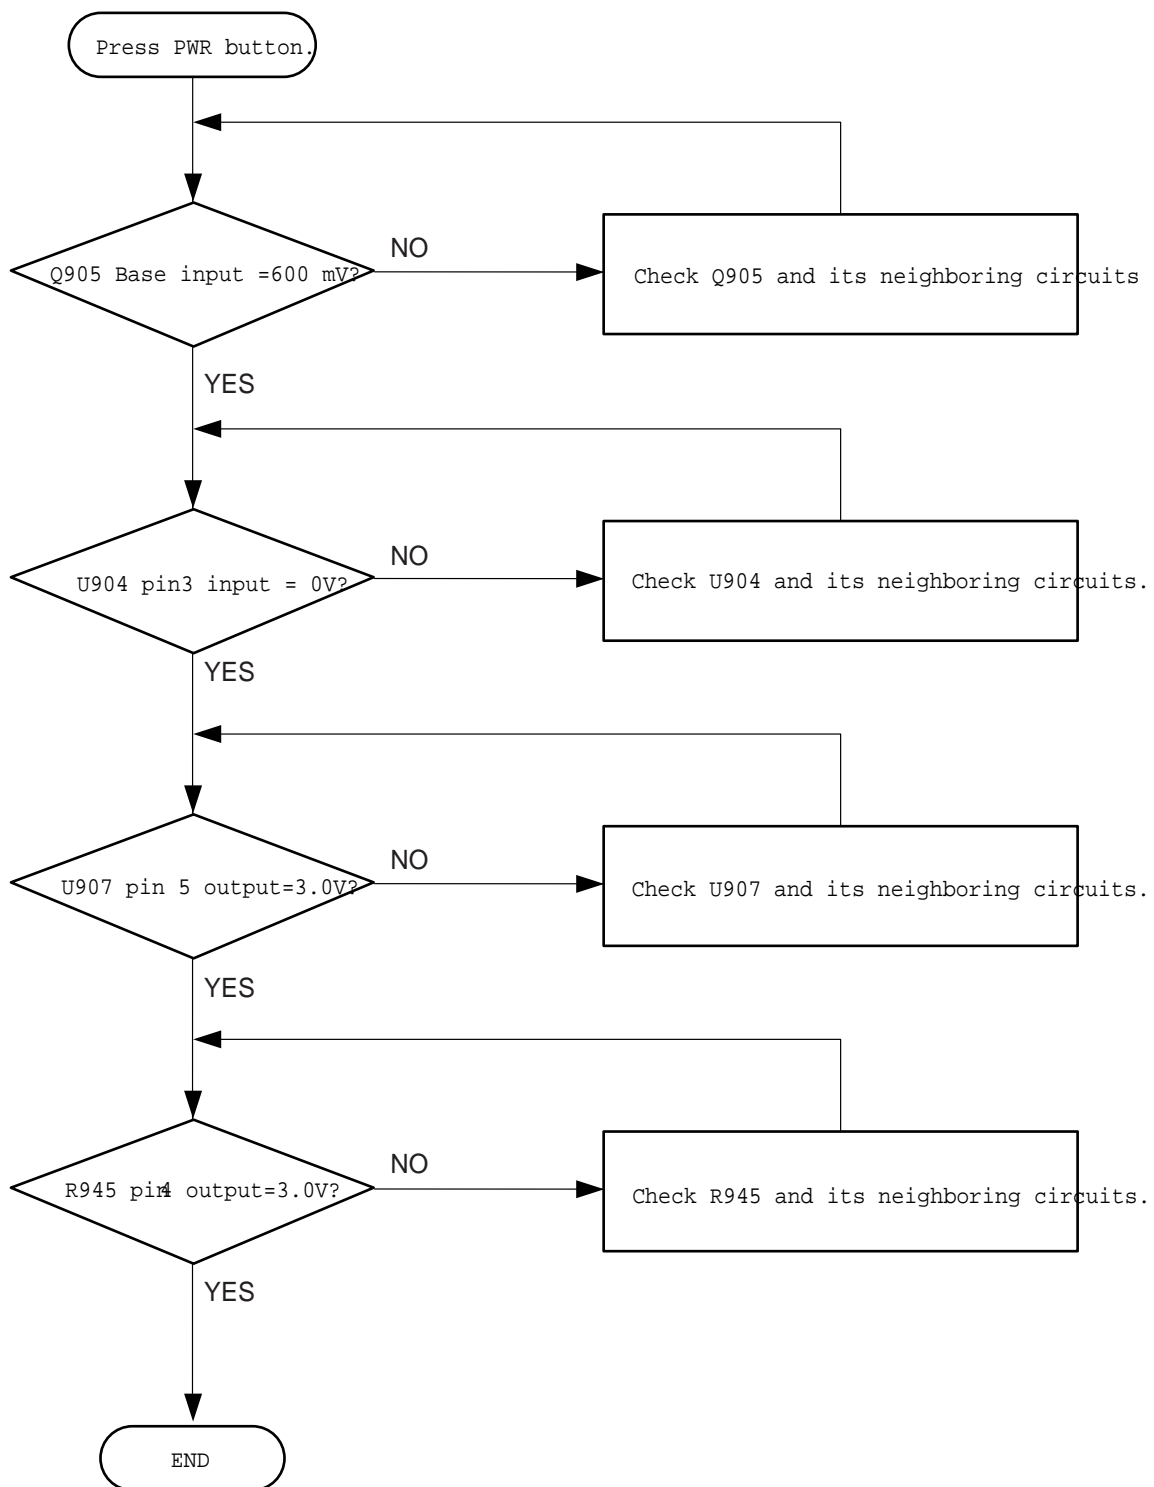 Press PWR button.
Q905 Base input =600 mV?
NO
Check Q905 and its neighboring circuits
YES
U904 pin3 input = 0V?
NO
Check U904 and its neighboring circuits.
YES
U907 pin 5 output=3.0V?
NO
Check U907 and its neighboring circuits.
YES
R945 pin4 output=3.0V?
NO
Check R945 and its neighboring circuits.
YES
END